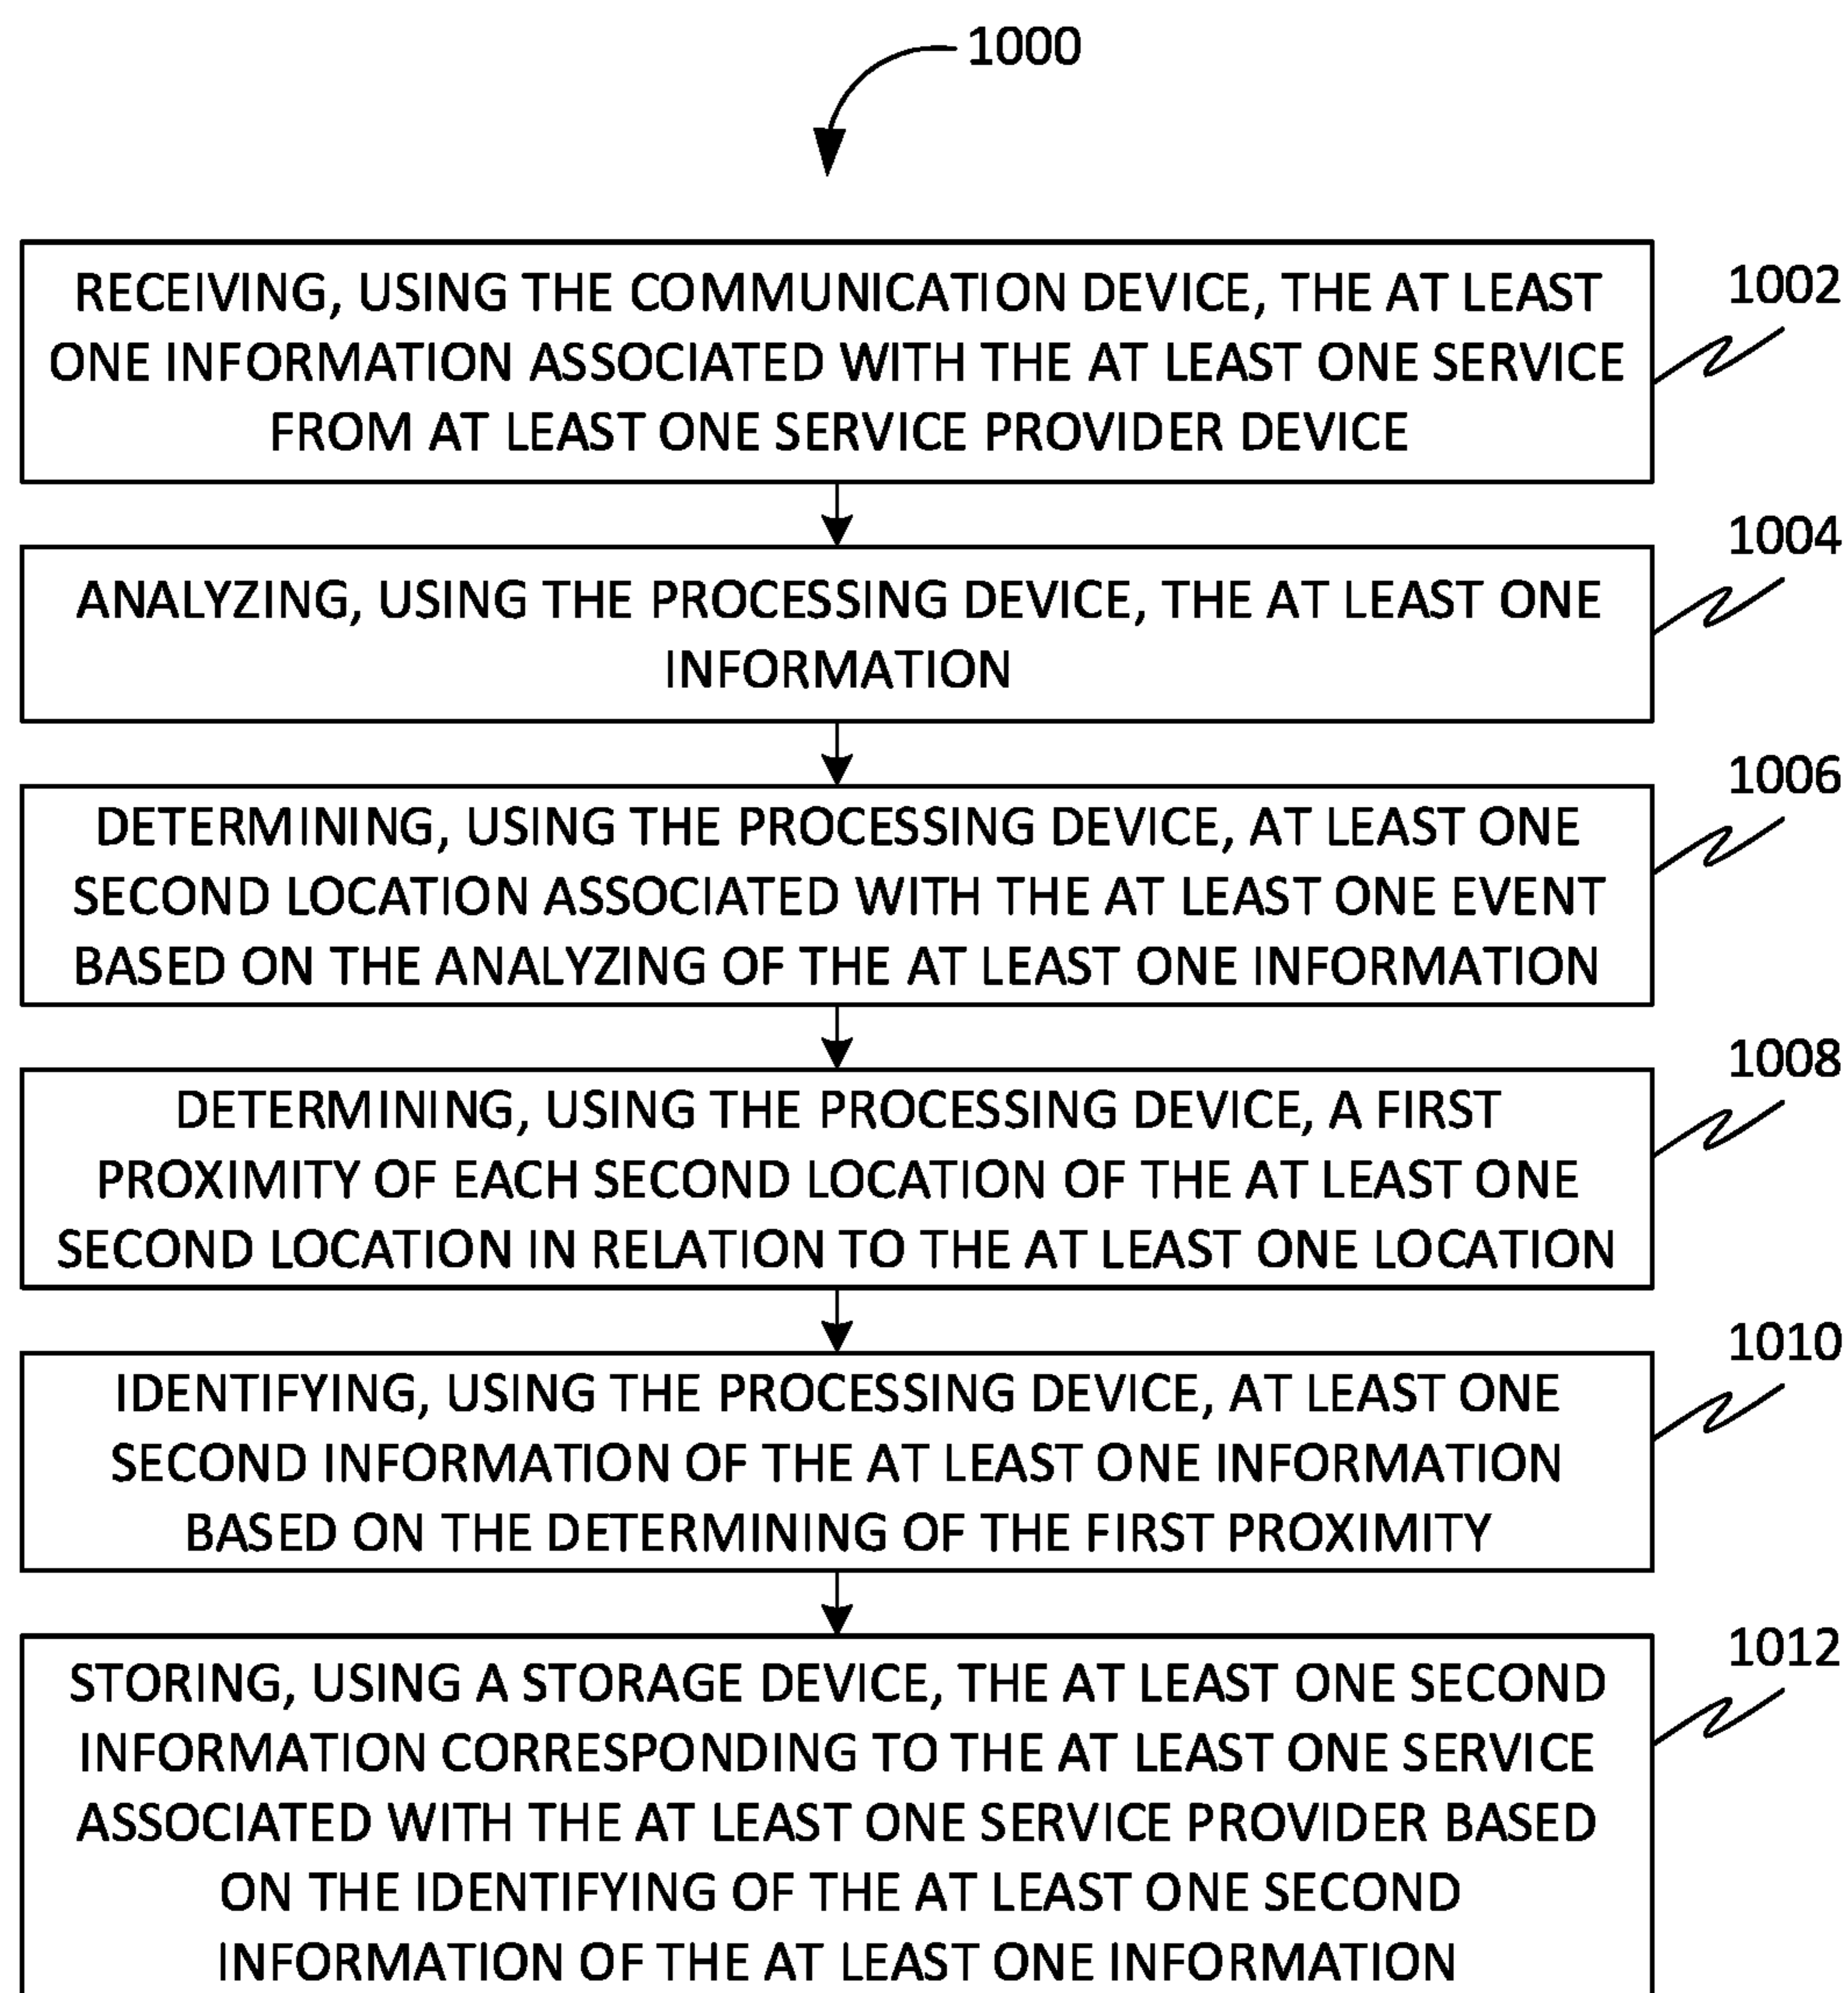 1000
RECEIVING, USING THE COMMUNICATION DEVICE, THE AT LEAST
ONE INFORMATION ASSOCIATED WITH THE AT LEAST ONE SERVICE
FROM AT LEAST ONE SERVICE PROVIDER DEVICE
1002
ANALYZING, USING THE PROCESSING DEVICE, THE AT LEAST ONE
INFORMATION
1004
DETERMINING, USING THE PROCESSING DEVICE, AT LEAST ONE
SECOND LOCATION ASSOCIATED WITH THE AT LEAST ONE EVENT
BASED ON THE ANALYZING OF THE AT LEAST ONE INFORMATION
1006
DETERMINING, USING THE PROCESSING DEVICE, A FIRST
PROXIMITY OF EACH SECOND LOCATION OF THE AT LEAST ONE
SECOND LOCATION IN RELATION TO THE AT LEAST ONE LOCATION
1008
IDENTIFYING, USING THE PROCESSING DEVICE, AT LEAST ONE
SECOND INFORMATION OF THE AT LEAST ONE INFORMATION
BASED ON THE DETERMINING OF THE FIRST PROXIMITY
1010
STORING, USING A STORAGE DEVICE, THE AT LEAST ONE SECOND
INFORMATION CORRESPONDING TO THE AT LEAST ONE SERVICE
ASSOCIATED WITH THE AT LEAST ONE SERVICE PROVIDER BASED
ON THE IDENTIFYING OF THE AT LEAST ONE SECOND
INFORMATION OF THE AT LEAST ONE INFORMATION
1012